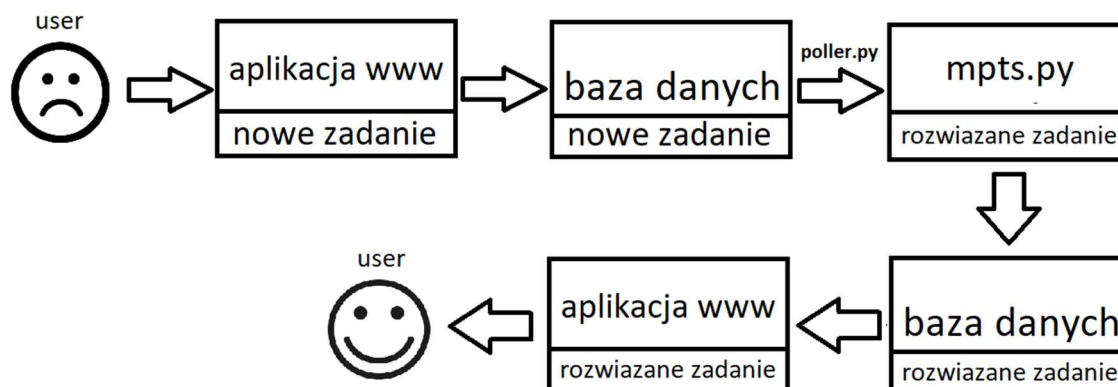 user
aplikacja www
nowe zadanie
baza danych
nowe zadanie
poller.py
mpts.py
rozwiazane zadanie
user
aplikacja www
rozwiazane zadanie
baza danych
rozwiazane zadanie